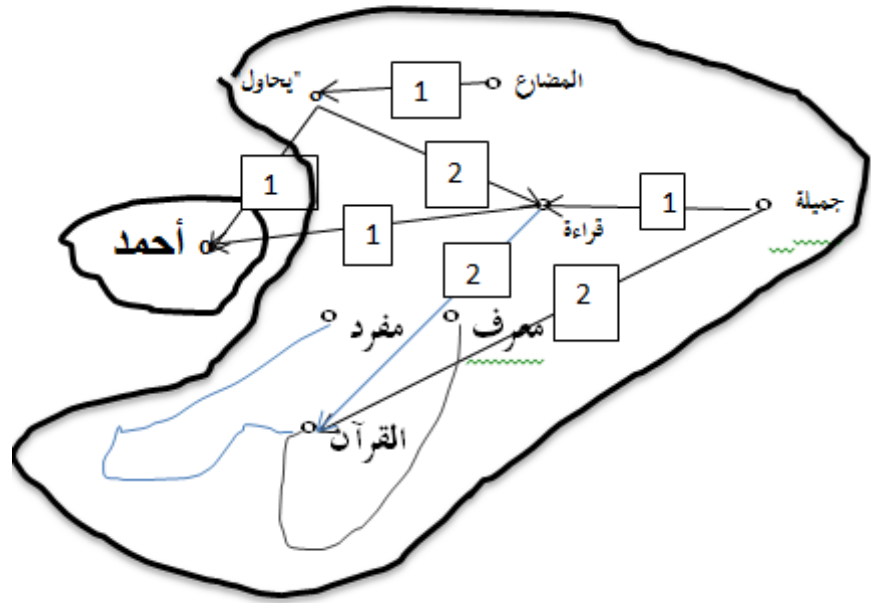 المضارع 1 "يحاول
1 2
جميلة 1 قراءة 1 أحمد
2 2
معرف مفرد
القرآن